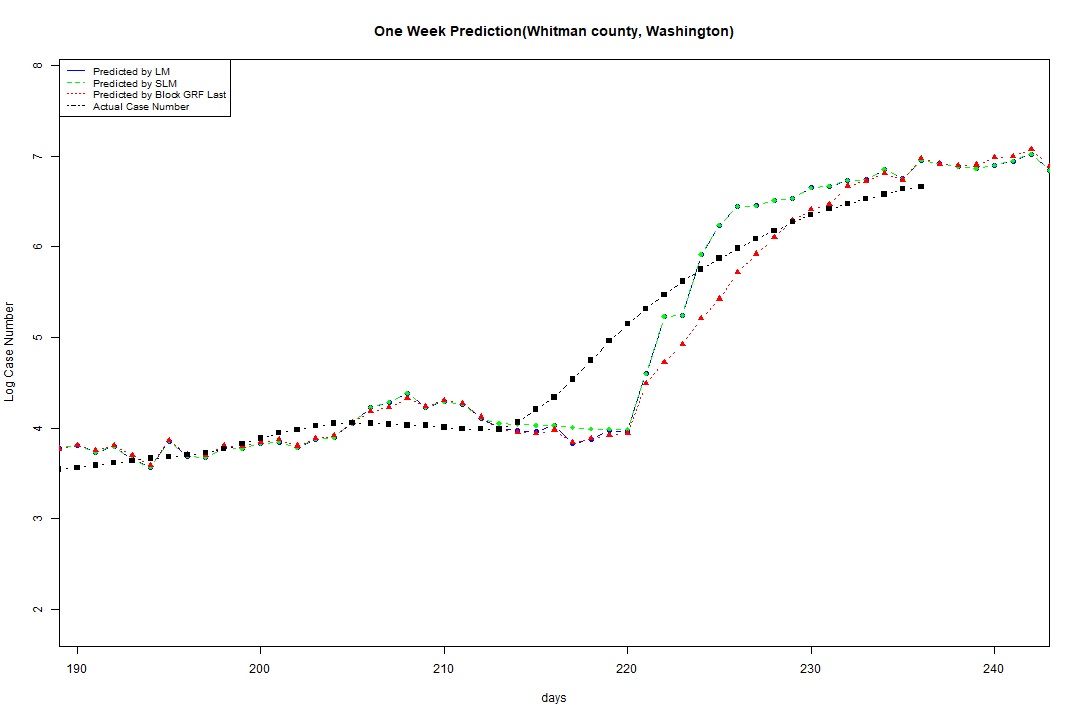 One Week Prediction(Whitman county, Washington)
Predicted by LM
Predicted by SLM
Predicted by Block GRF Last
Actual Case Number
8
7
6
5
4
3
2
Log Case Number
190 200 210 220 230 240
days